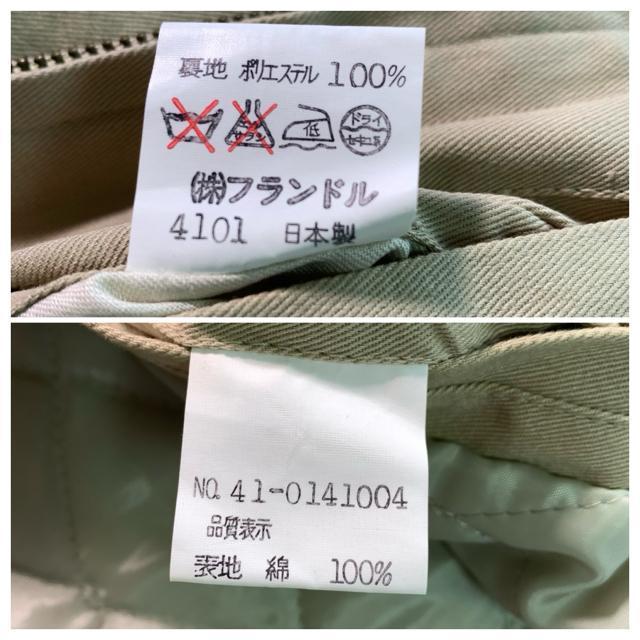 裏地 ポリエステル 100%
低 ドライ
(株)フランドル
4101 日本製
NO. 41-0141004
品質表示
表地 綿 100%